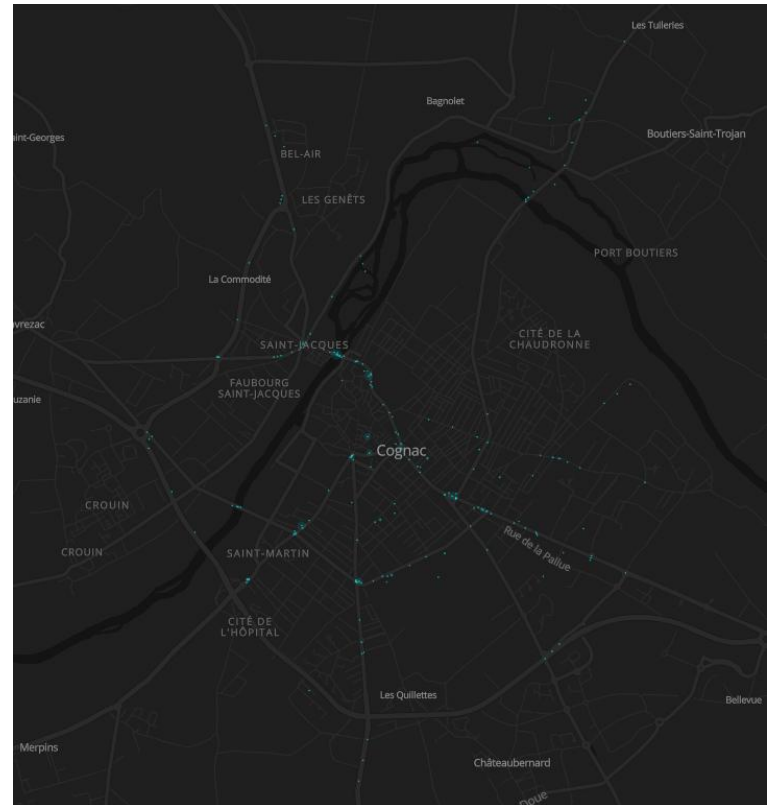 Les Tuileries
Bagnolet
Boutiers-Saint-Trojan
int-Georges
BEL-AIR
LES GENÊTS
PORT BOUTIERS
La Commodité
vrezac
SAINT-JACQUES
CITÉ DE LA
CHAUDRONNE
FAUBOURG
SAINT-JACQUES
uzanie
Cognac
CROUIN
Rue de la Pallue
CROUIN
SAINT-MARTIN
CITÉ DE
L'HÔPITAL
Les Quillettes
Bellevue
Merpins
Châteaubernard
Doue